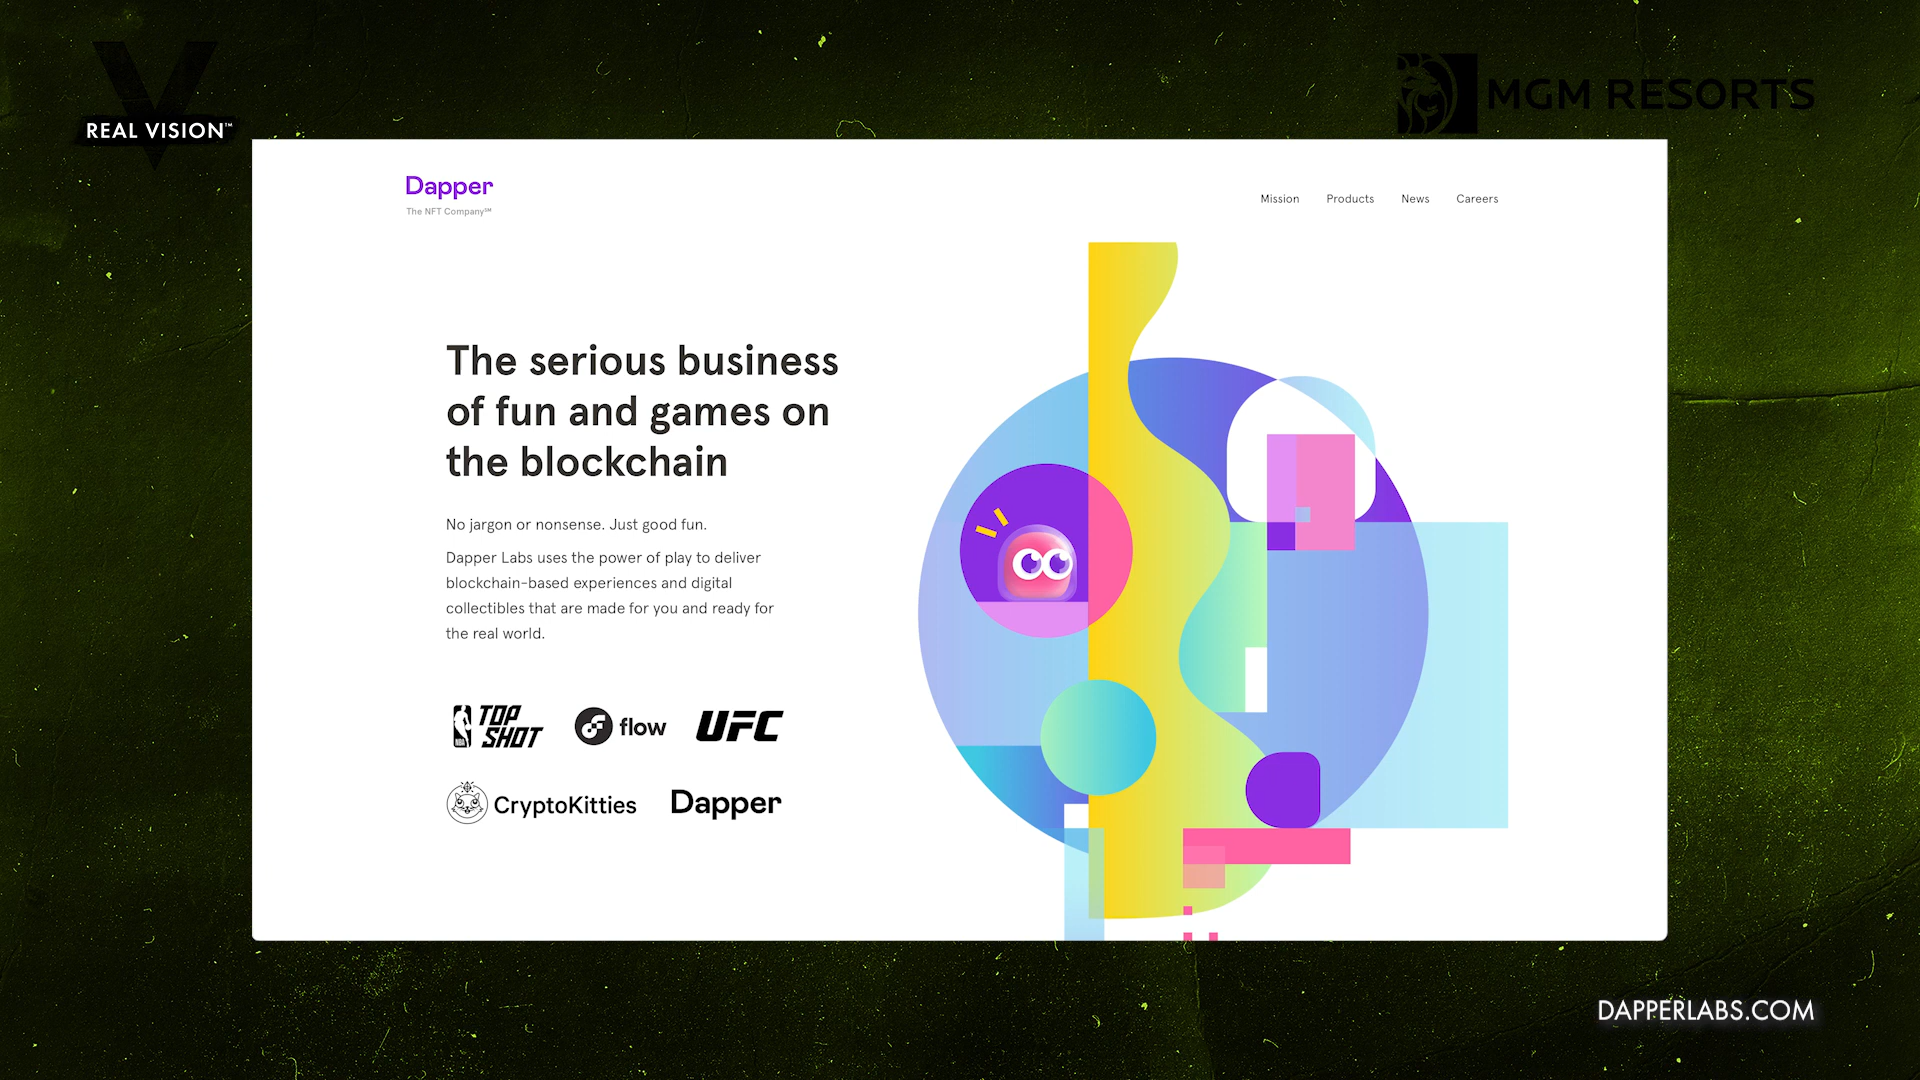 REAL VISION™
MGM RESORTS
Dapper
The NFT Company℠
Mission
Products
News
Careers
The serious business
of fun and games on
the blockchain
No jargon or nonsense. Just good fun.
Dapper Labs uses the power of play to deliver
blockchain-based experiences and digital
collectibles that are made for you and ready for
the real world.
TOP
SHOT
flow
UFC
CryptoKitties
Dapper
DAPPERLABS.COM